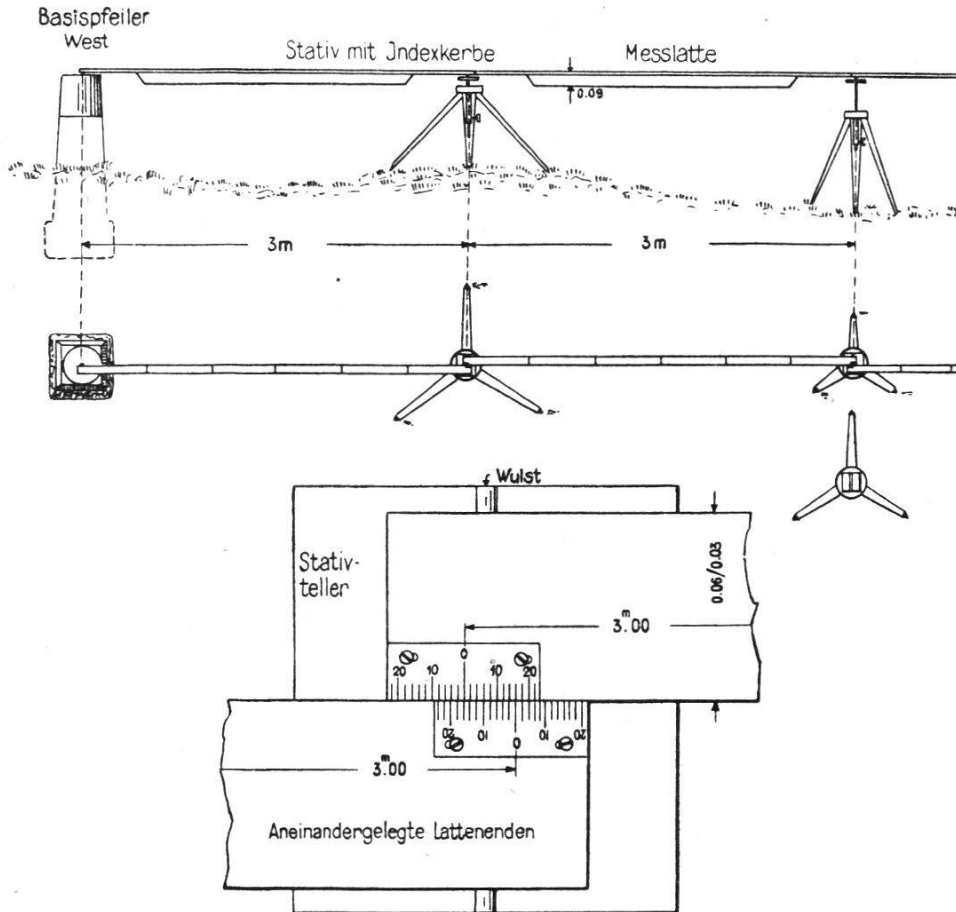 Basispfeiler
West
Stativ mit Jndexkerbe
Messlatte
0.09
3m
3m
Wulst
Stativ-
teller
0.06/0.03
m
3.00
0
20 10 10 20
20 10 0 10 20
m
3.00
Aneinandergelegte Lattenenden